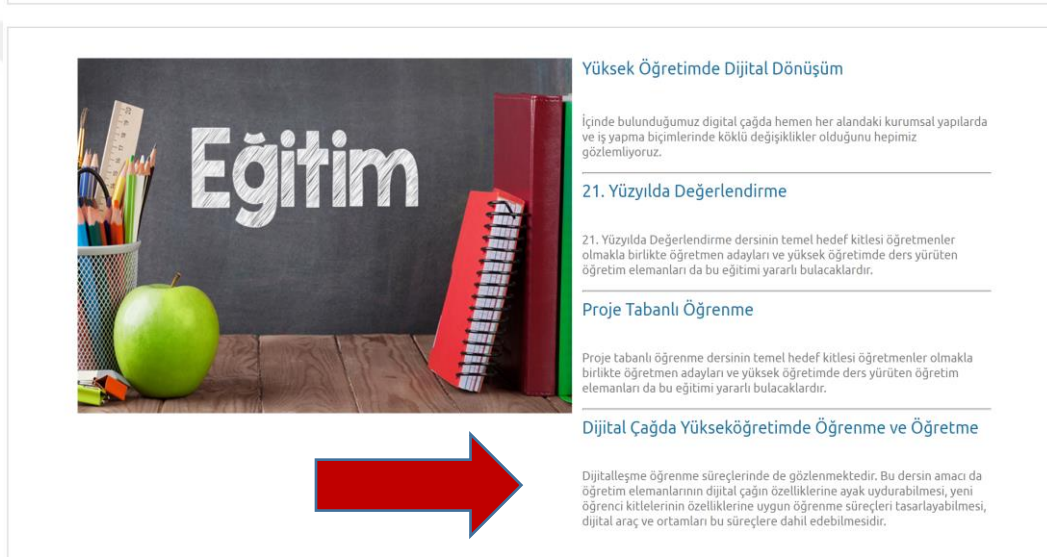 Eğitim
Yüksek Öğretimde Dijital Dönüşüm
İçinde bulunduğumuz digital çağda hemen her alandaki kurumsal yapılarda
ve iş yapma biçimlerinde köklü değişiklikler olduğunu hepimiz
gözlemliyoruz.
21. Yüzyılda Değerlendirme
21. Yüzyılda Değerlendirme dersinin temel hedef kitlesi öğretmenler
olmakla birlikte öğretmen adayları ve yüksek öğretimde ders yürüten
öğretim elemanları da bu eğitimi yararlı bulacaklardır.
Proje Tabanlı Öğrenme
Proje tabanlı öğrenme dersinin temel hedef kitlesi öğretmenler olmakla
birlikte öğretmen adayları ve yüksek öğretimde ders yürüten öğretim
elemanları da bu eğitimi yararlı bulacaklardır.
Dijital Çağda Yükseköğretimde Öğrenme ve Öğretme
Dijitalleşme öğrenme süreçlerinde de gözlenmektedir. Bu dersin amacı da
öğretim elemanlarının dijital çağın özelliklerine ayak uydurabilmesi, yeni
öğrenci kitlelerinin özelliklerine uygun öğrenme süreçleri tasarlayabilmesi,
dijital araç ve ortamları bu süreçlere dahil edebilmesidir.